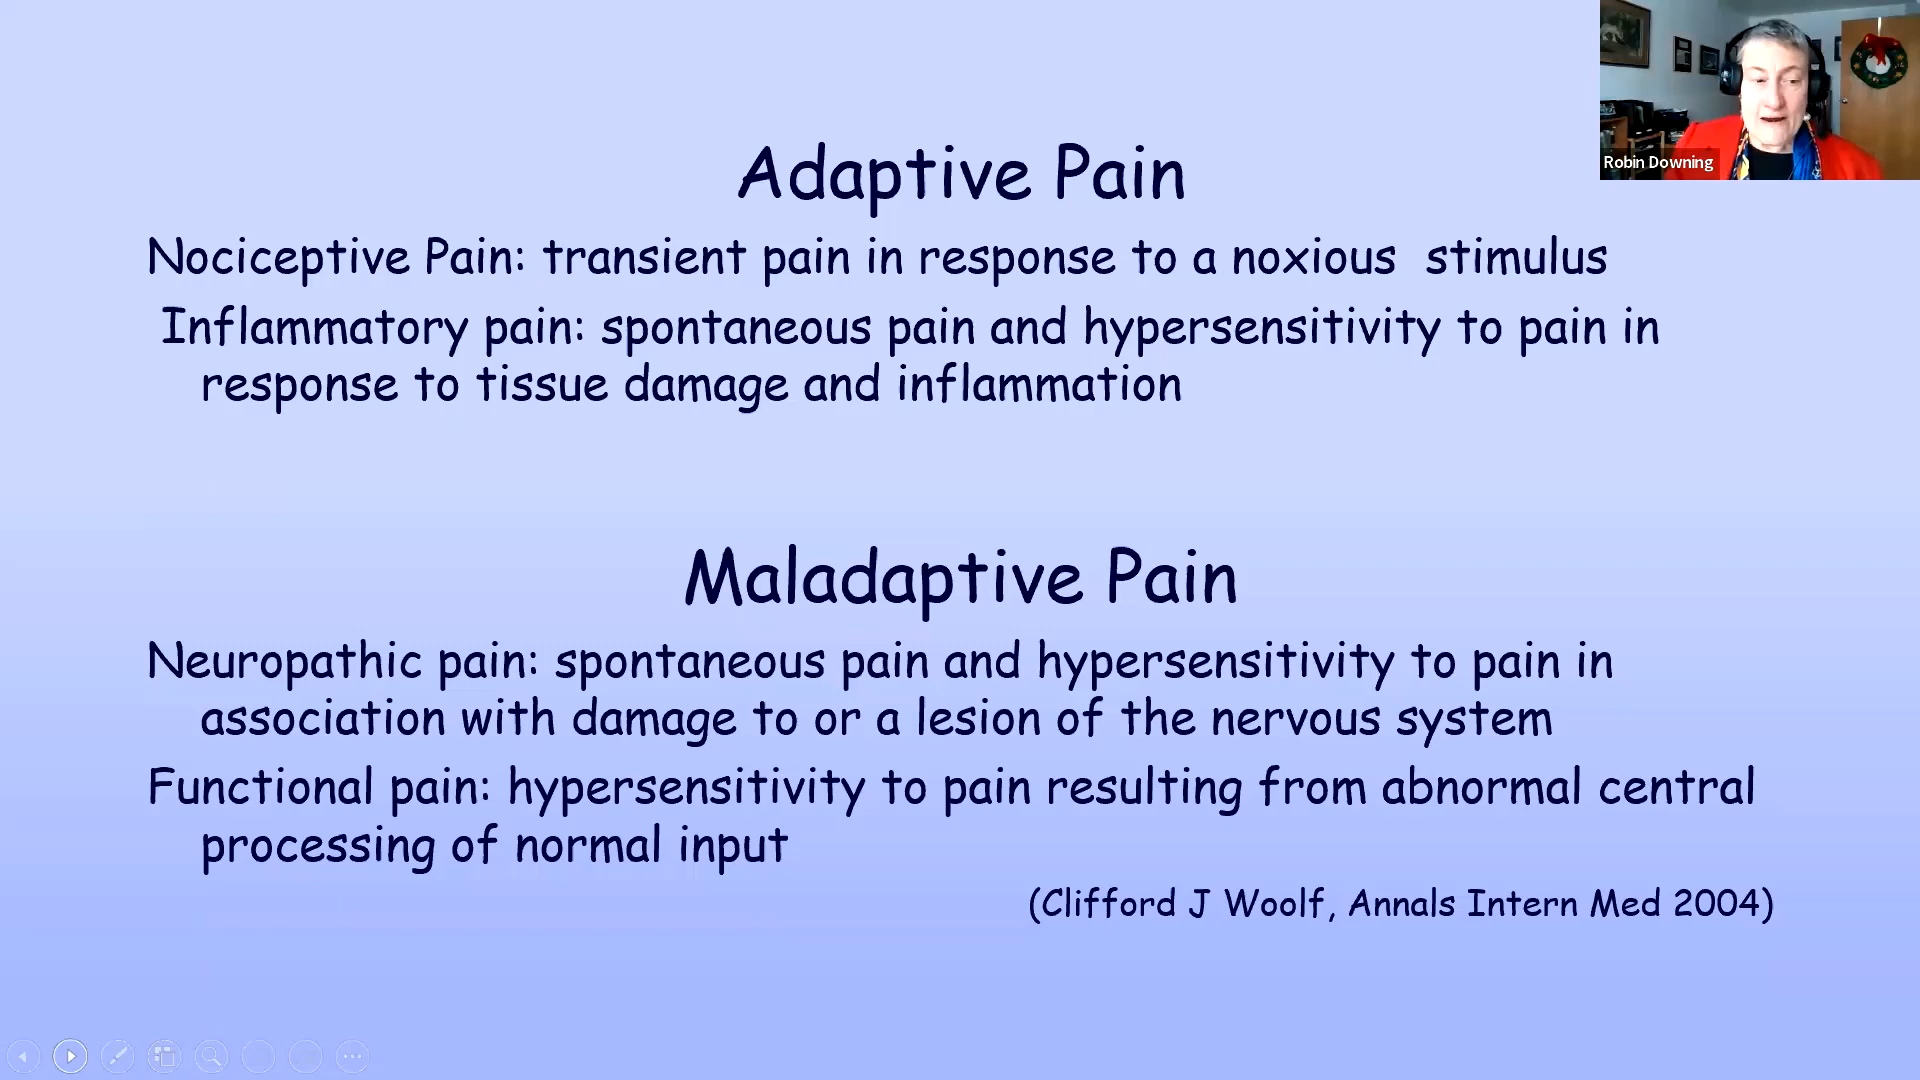 Adaptive Pain
Nociceptive Pain: transient pain in response to a noxious  stimulus
Inflammatory pain: spontaneous pain and hypersensitivity to pain in
response to tissue damage and inflammation
Maladaptive Pain
Neuropathic pain: spontaneous pain and hypersensitivity to pain in
association with damage to or a lesion of the nervous system
Functional pain: hypersensitivity to pain resulting from abnormal central
processing of normal input
(Clifford J Woolf, Annals Intern Med 2004)
Robin Downing